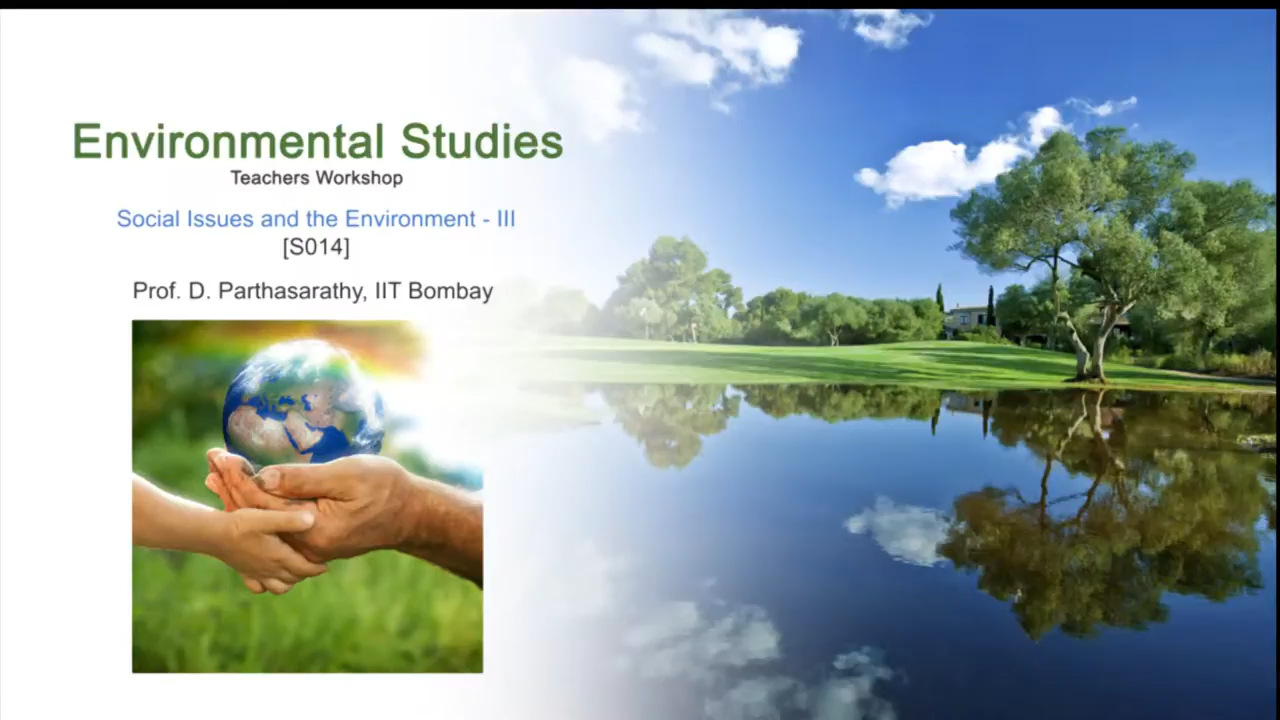 Environmental Studies
Teachers Workshop
Social Issues and the Environment - III
[S014]
Prof. D. Parthasarathy, IIT Bombay